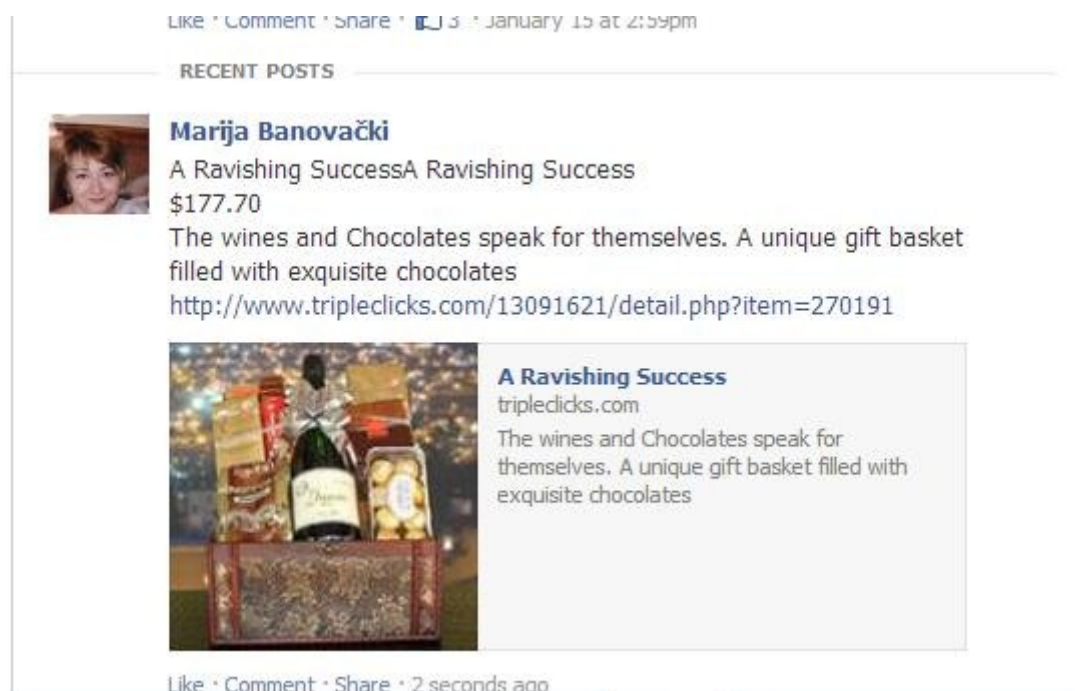 Like · Comment · Share · 3 · January 15 at 2:59pm
RECENT POSTS
Marija Banovački
A Ravishing SuccessA Ravishing Success
$177.70
The wines and Chocolates speak for themselves. A unique gift basket
filled with exquisite chocolates
http://www.tripleclicks.com/13091621/detail.php?item=270191
A Ravishing Success
tripleclicks.com
The wines and Chocolates speak for
themselves. A unique gift basket filled with
exquisite chocolates
Like · Comment · Share · 2 seconds ago